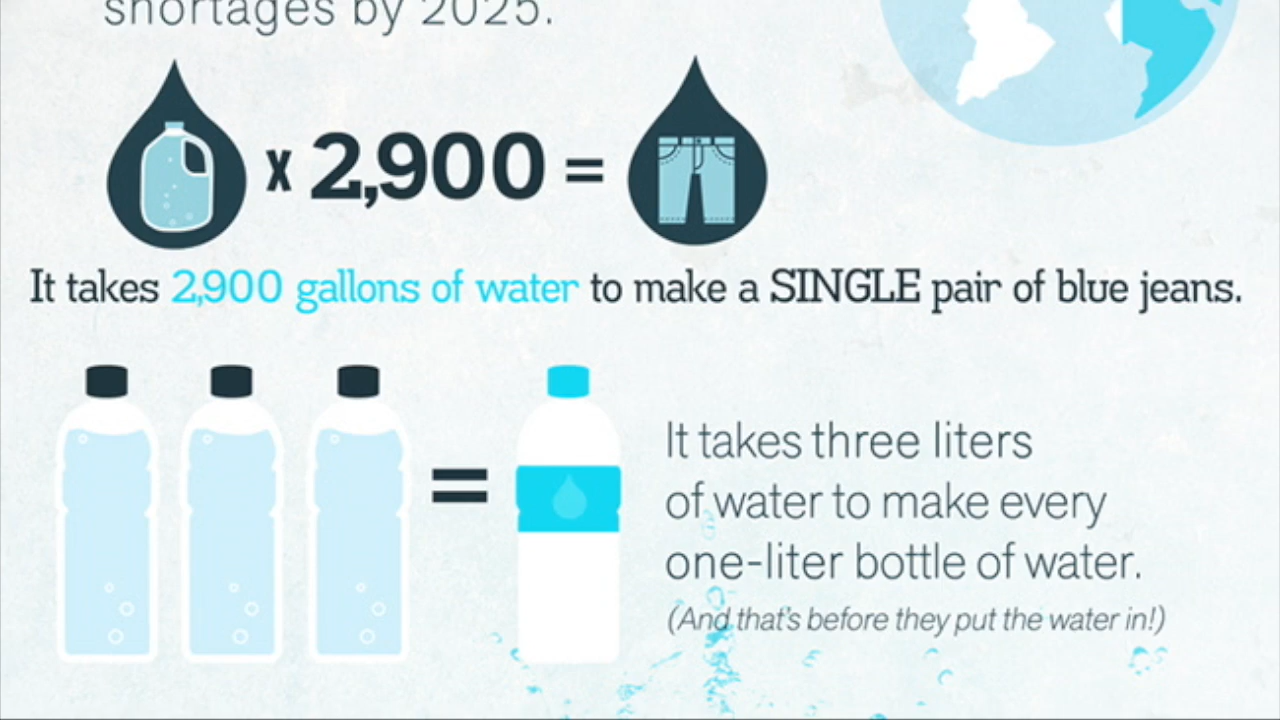 shortages by 2025.
x 2,900 =
It takes 2,900 gallons of water to make a SINGLE pair of blue jeans.
=
It takes three liters
of water to make every
one-liter bottle of water.
(And that's before they put the water in!)